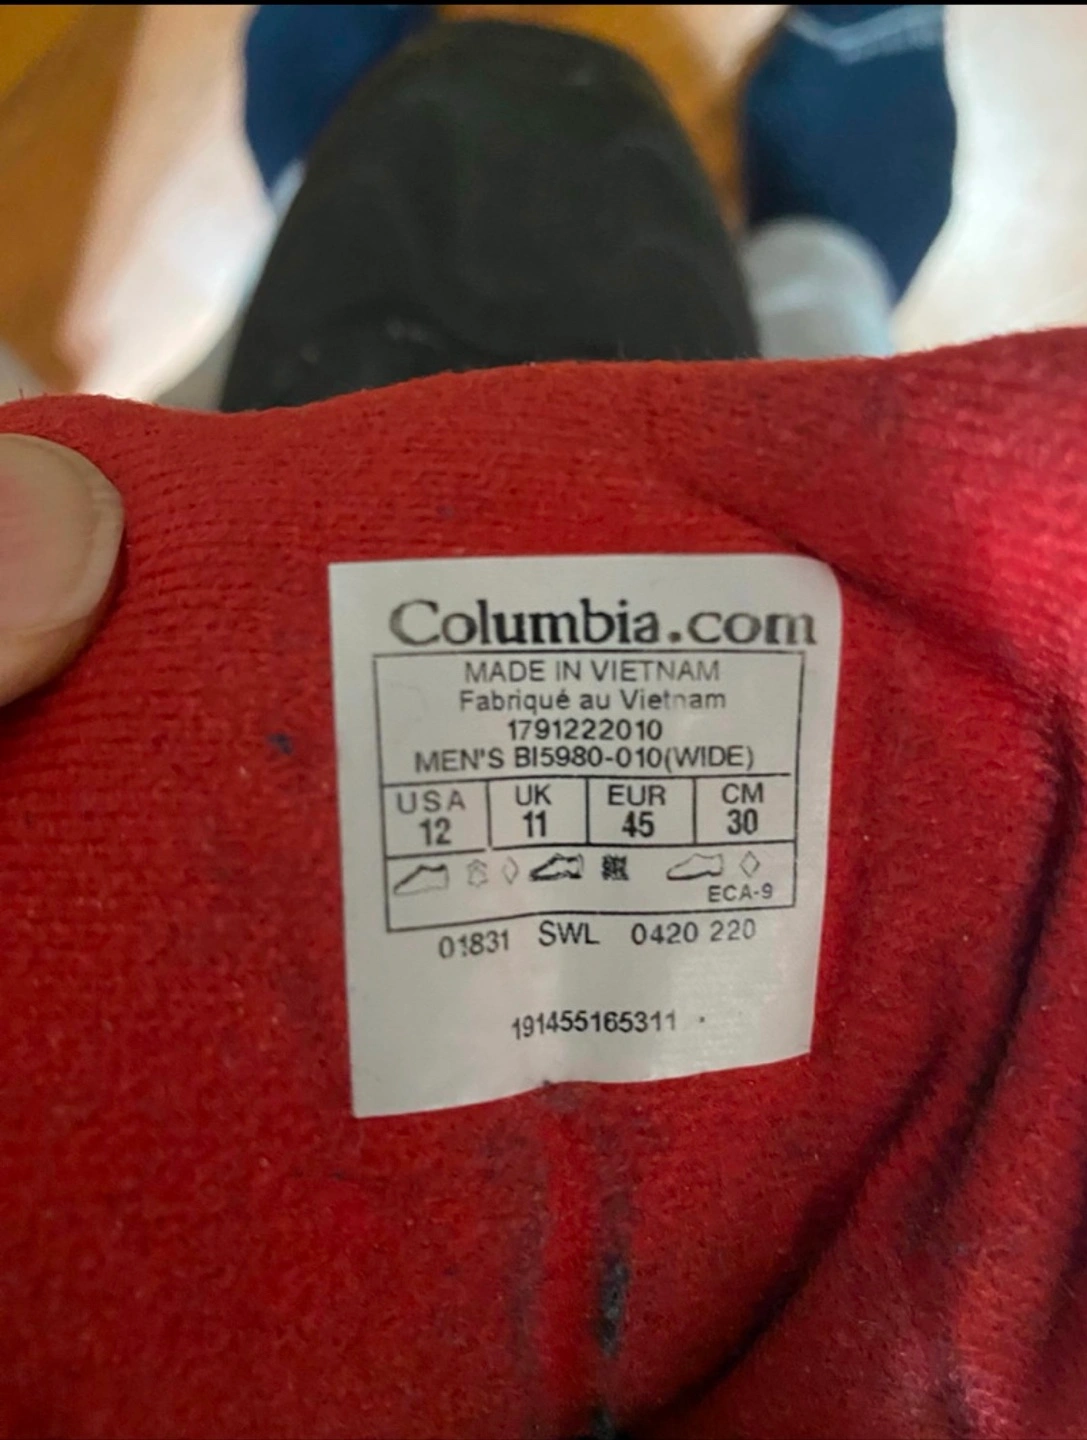 Columbia.com
MADE IN VIETNAM
Fabriqué au Vietnam
1791222010
MEN'S BI5980-010(WIDE)
USA UK EUR CM
12 11 45 30
ECA-9
01831 SWL 0420 220
191455165311